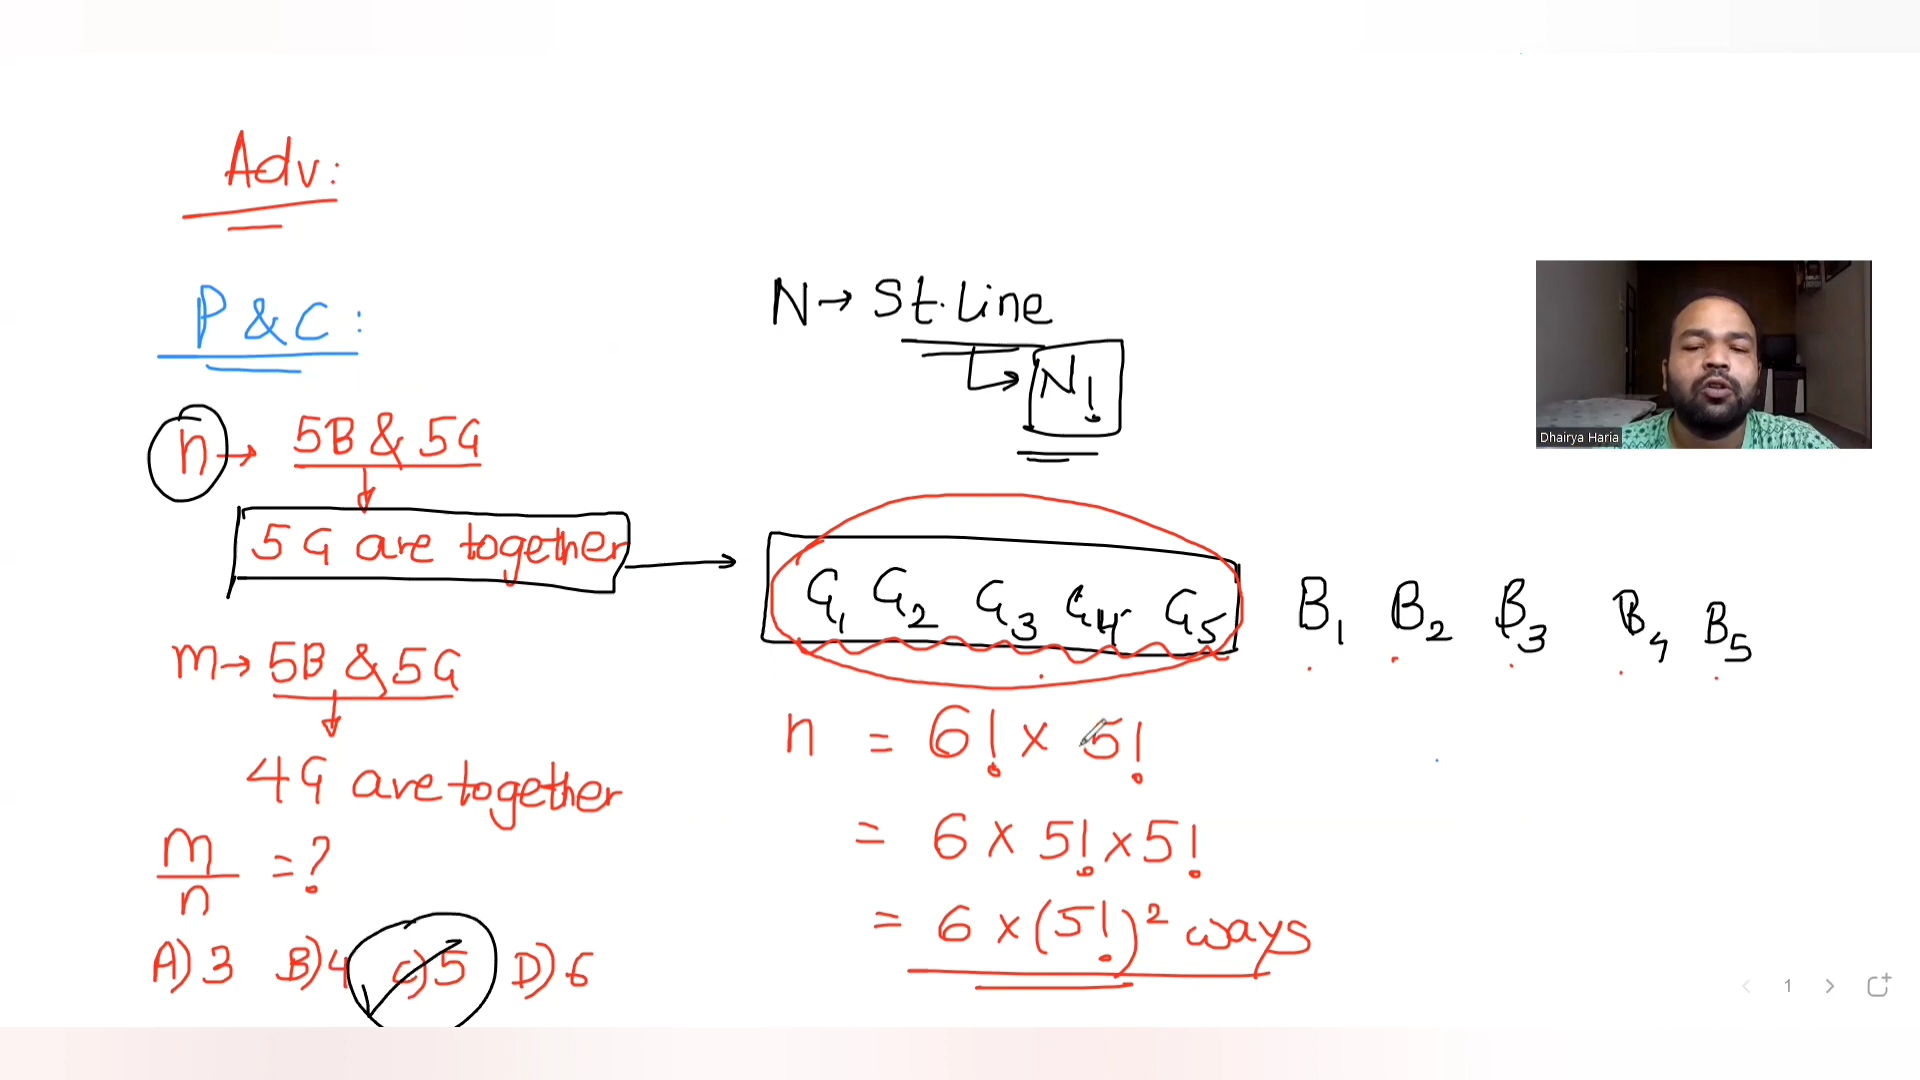 Adv:
P & C:
n → 5B & 5G
5 G are together
m → 5B & 5G
4G are together
m/n = ?
A) 3 B) 4 C) 5 D) 6
N → St. Line
N!
G1 G2 G3 G4 G5 B1 B2 B3 B4 B5
n = 6! × 5!
= 6 × 5! × 5!
= 6 × (5!)² ways
Dhairya Haria
1